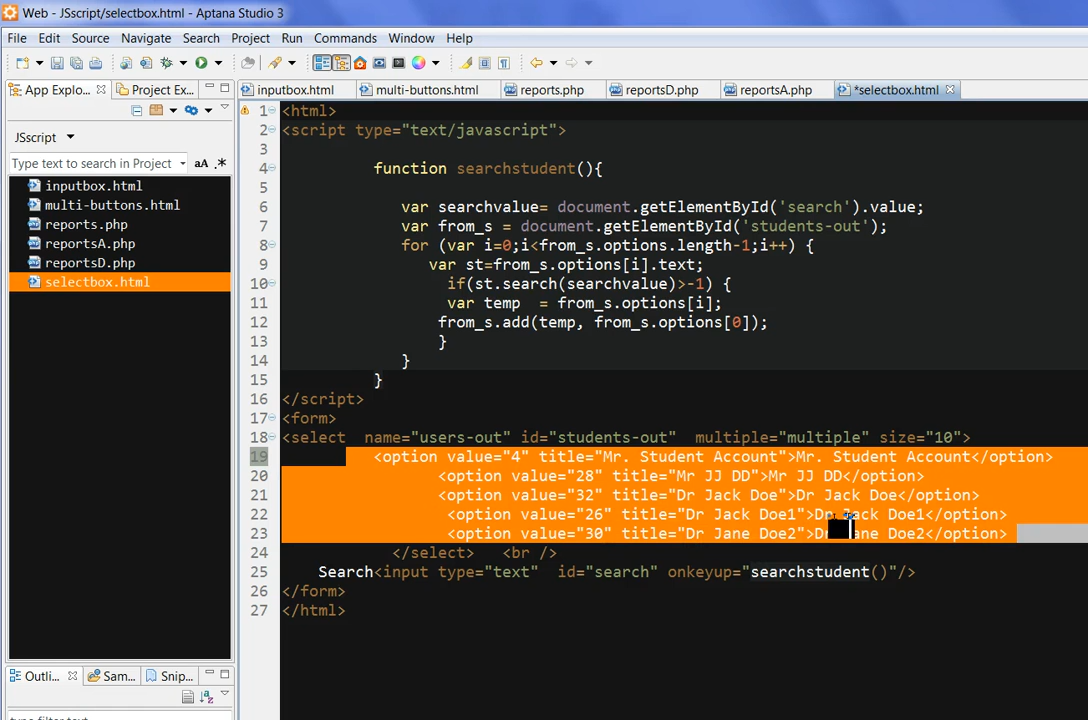 Web - JSscript/selectbox.html - Aptana Studio 3
File Edit Source Navigate Search Project Run Commands Window Help
App Explo... Project Ex... inputbox.html multi-buttons.html reports.php reportsD.php reportsA.php *selectbox.html
JSscript
Type text to search in Project aA .*
inputbox.html
multi-buttons.html
reports.php
reportsA.php
reportsD.php
selectbox.html
1 <html>
2 <script type="text/javascript">
3
4 function searchstudent(){
5
6 var searchvalue= document.getElementById('search').value;
7 var from_s = document.getElementById('students-out');
8 for (var i=0;i<from_s.options.length-1;i++) {
9 var st=from_s.options[i].text;
10 if(st.search(searchvalue)>-1) {
11 var temp = from_s.options[i];
12 from_s.add(temp, from_s.options[0]);
13 }
14 }
15 }
16 </script>
17 <form>
18 <select name="users-out" id="students-out" multiple="multiple" size="10">
19 <option value="4" title="Mr. Student Account">Mr. Student Account</option>
20 <option value="28" title="Mr JJ DD">Mr JJ DD</option>
21 <option value="32" title="Dr Jack Doe">Dr Jack Doe</option>
22 <option value="26" title="Dr Jack Doe1">Dr Jack Doe1</option>
23 <option value="30" title="Dr Jane Doe2">Dr Jane Doe2</option>
24 </select> <br />
25 Search<input type="text" id="search" onkeyup="searchstudent()"/>
26 </form>
27 </html>
Outli... Sam... Snip...